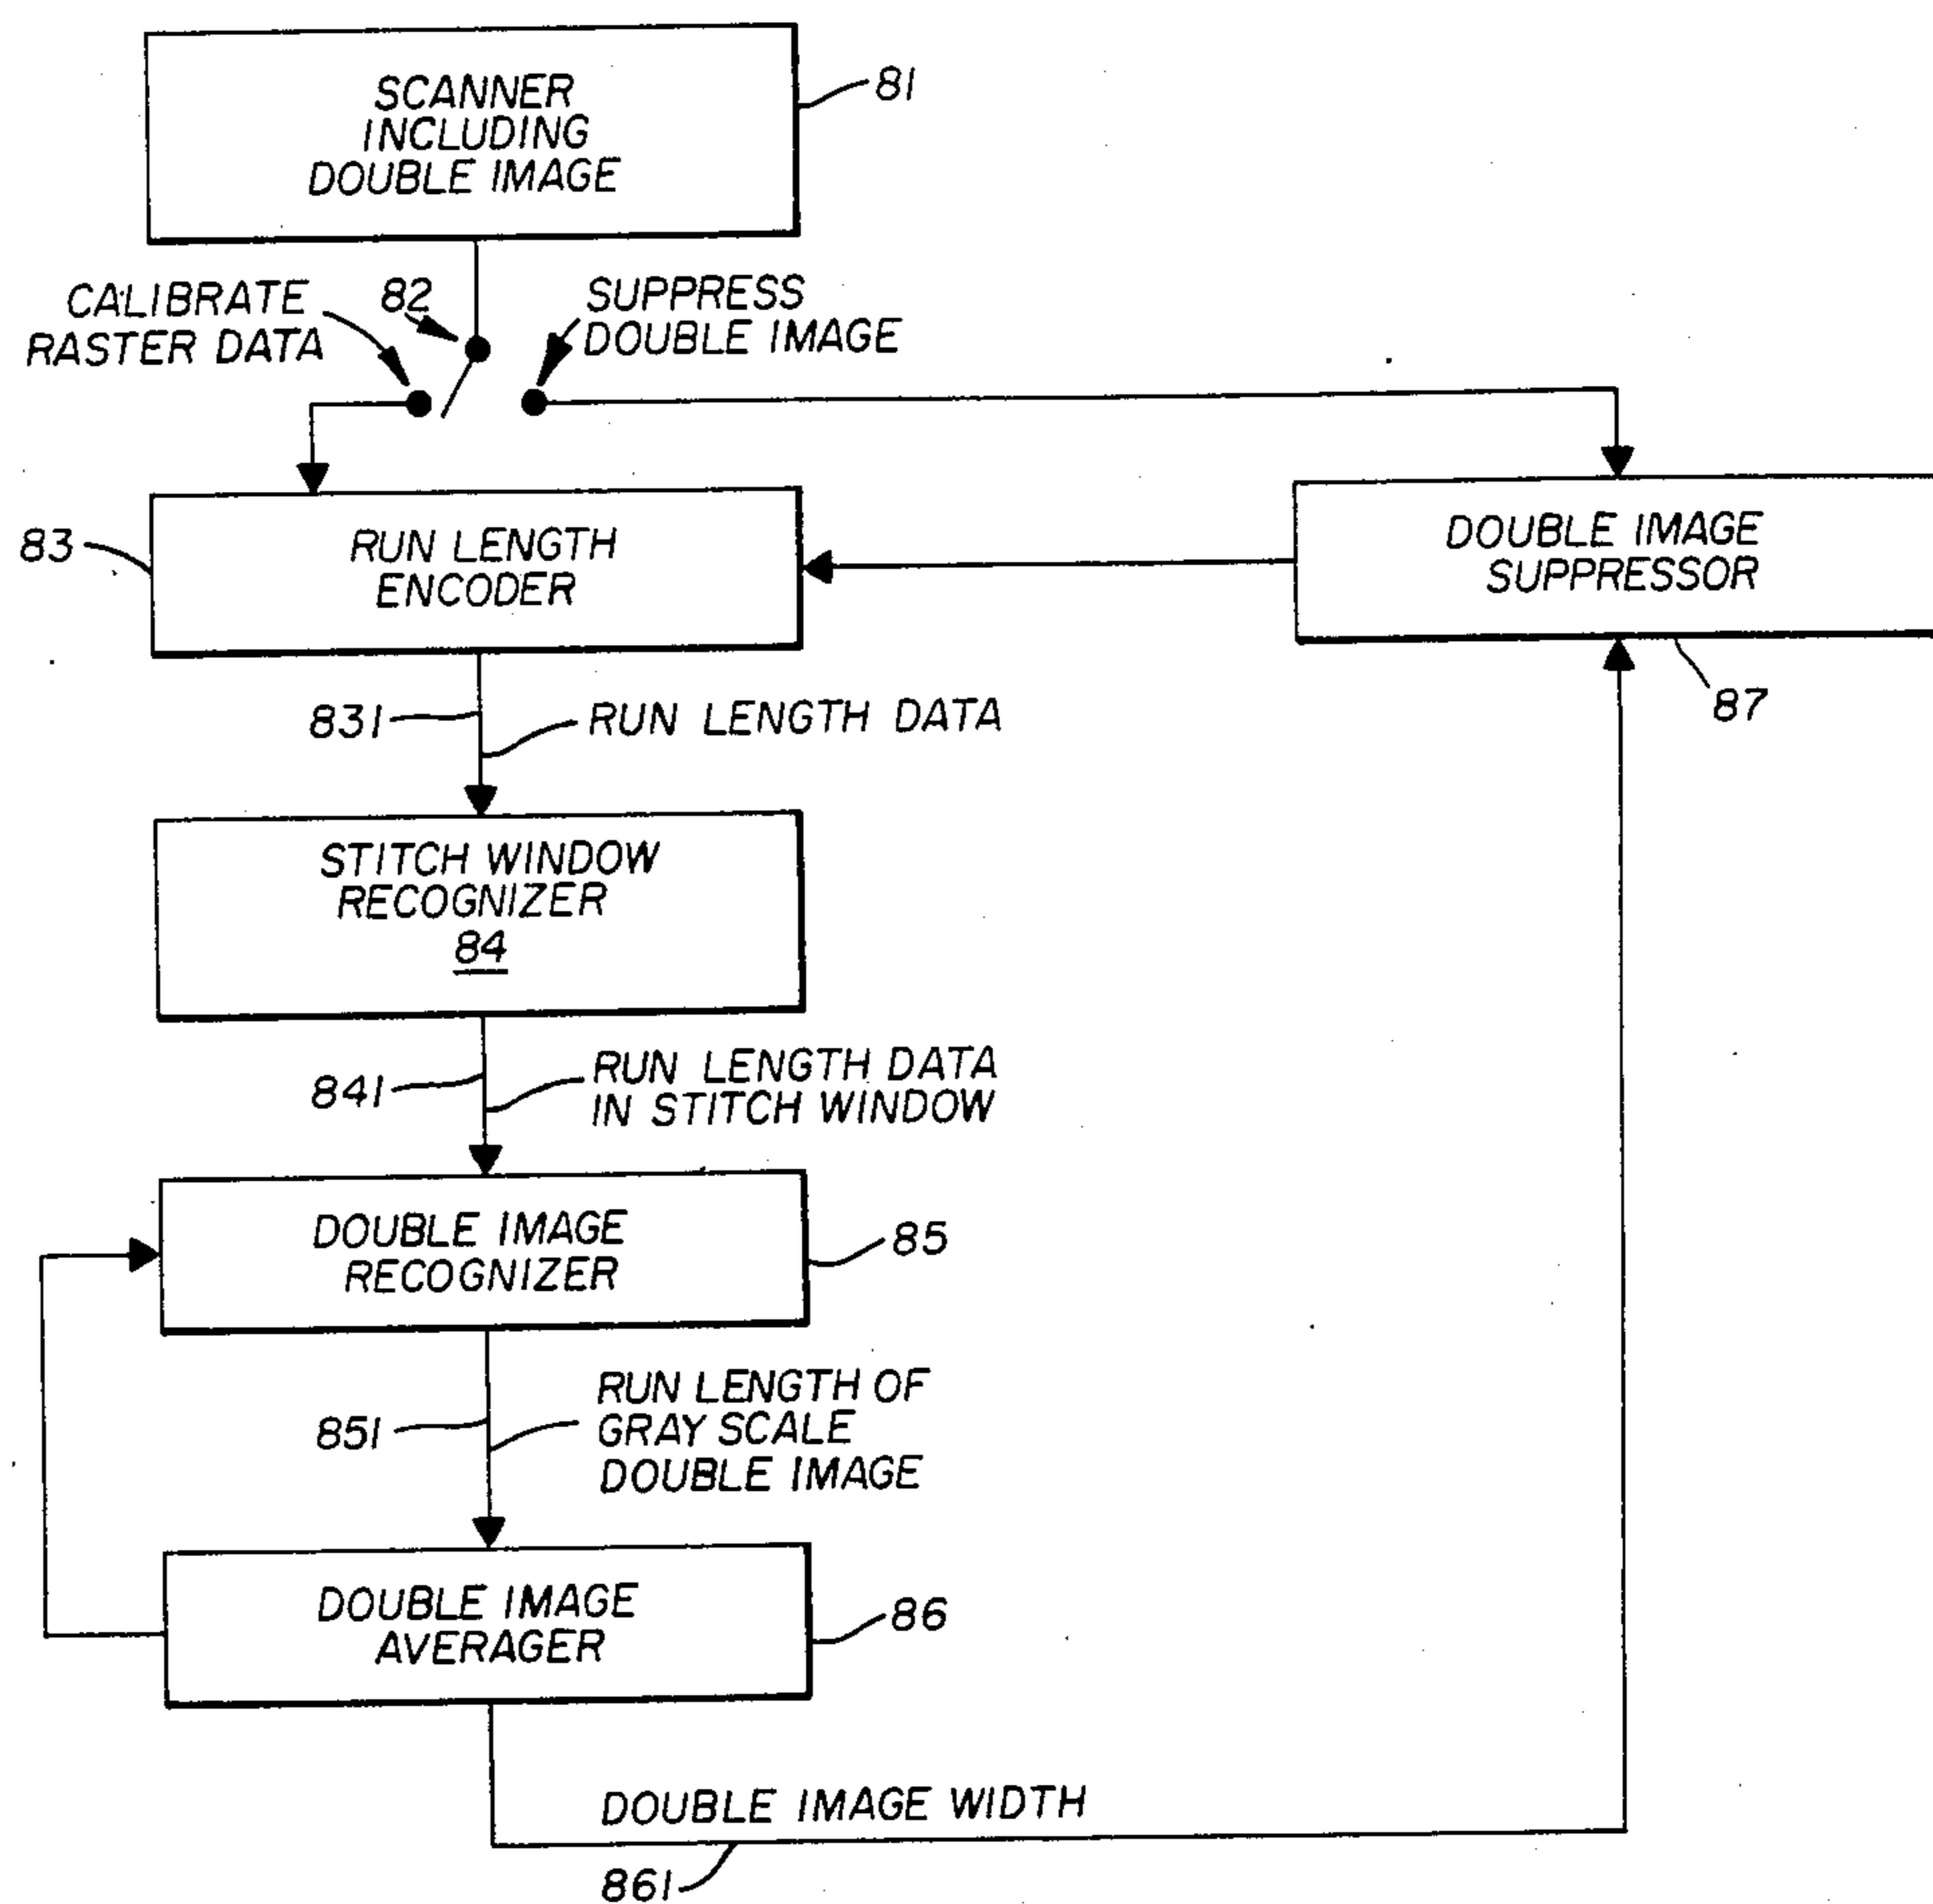 SCANNER
INCLUDING
DOUBLE IMAGE
81
CALIBRATE
RASTER DATA
82
SUPPRESS
DOUBLE IMAGE
83
RUN LENGTH
ENCODER
DOUBLE IMAGE
SUPPRESSOR
87
831
RUN LENGTH DATA
STITCH WINDOW
RECOGNIZER
84
841
RUN LENGTH DATA
IN STITCH WINDOW
DOUBLE IMAGE
RECOGNIZER
85
851
RUN LENGTH OF
GRAY SCALE
DOUBLE IMAGE
DOUBLE IMAGE
AVERAGER
86
DOUBLE IMAGE WIDTH
861